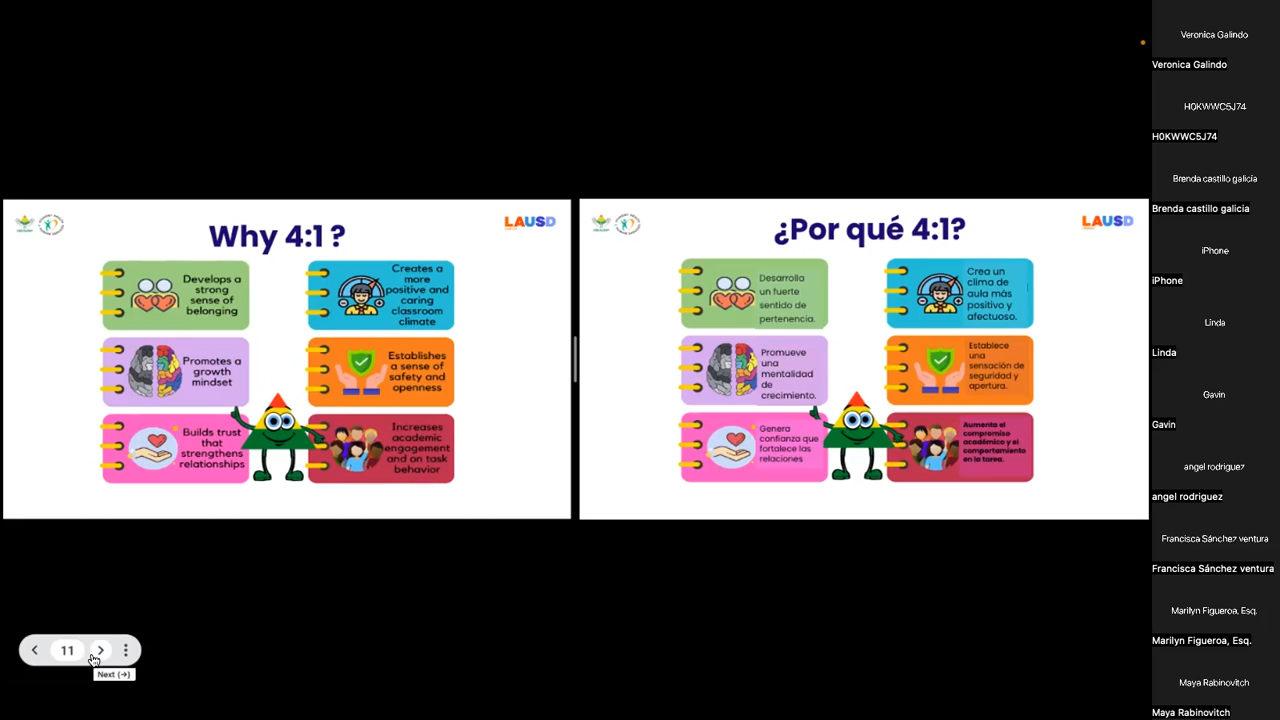 LAUSD
Why 4:1 ?
Develops a
strong
sense of
belonging
Creates a
more
positive and
caring
classroom
climate
Promotes a
growth
mindset
Establishes
a sense of
safety and
openness
Builds trust
that
strengthens
relationships
Increases
academic
engagement
and on task
behavior
LAUSD
¿Por qué 4:1?
Desarrolla
un fuerte
sentido de
pertenencia.
Crea un
clima de
aula más
positivo y
afectuoso.
Promueve
una
mentalidad
de
crecimiento.
Establece
una
sensación de
seguridad y
apertura.
Genera
confianza que
fortalece las
relaciones
Aumenta el
compromiso
académico y el
comportamiento
en la tarea.
11
Next (→)
Veronica Galindo
Veronica Galindo
H0KWWC5J74
H0KWWC5J74
Brenda castillo galicia
Brenda castillo galicia
iPhone
iPhone
Linda
Linda
Gavin
Gavin
angel rodriguez
angel rodriguez
Francisca Sánchez ventura
Francisca Sánchez ventura
Marilyn Figueroa, Esq.
Marilyn Figueroa, Esq.
Maya Rabinovitch
Maya Rabinovitch